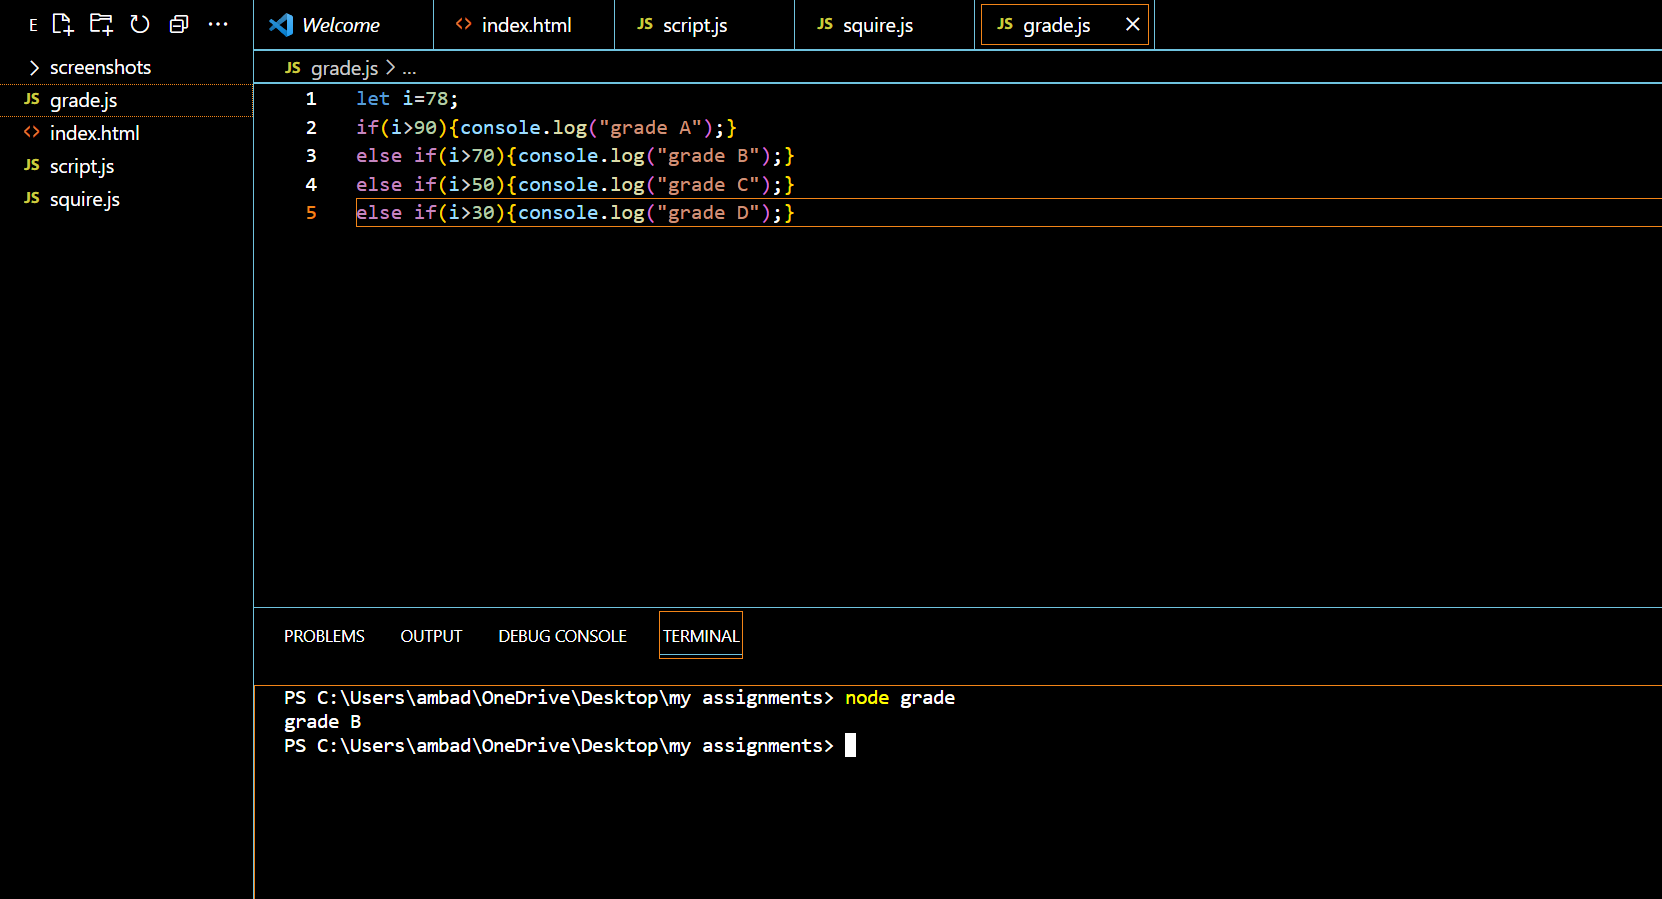 E
screenshots
JS grade.js
<> index.html
JS script.js
JS squire.js
Welcome
<> index.html
JS script.js
JS squire.js
JS grade.js
JS grade.js > ...
1 let i=78;
2 if(i>90){console.log("grade A");}
3 else if(i>70){console.log("grade B");}
4 else if(i>50){console.log("grade C");}
5 else if(i>30){console.log("grade D");}
PROBLEMS OUTPUT DEBUG CONSOLE TERMINAL
PS C:\Users\ambad\OneDrive\Desktop\my assignments> node grade
grade B
PS C:\Users\ambad\OneDrive\Desktop\my assignments>